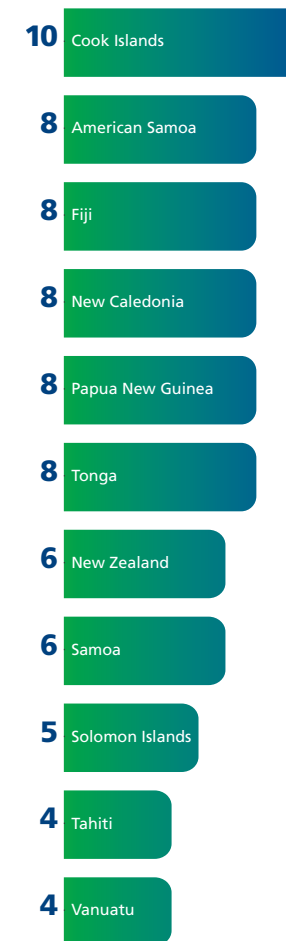 10 Cook Islands
8 American Samoa
8 Fiji
8 New Caledonia
8 Papua New Guinea
8 Tonga
6 New Zealand
6 Samoa
5 Solomon Islands
4 Tahiti
4 Vanuatu